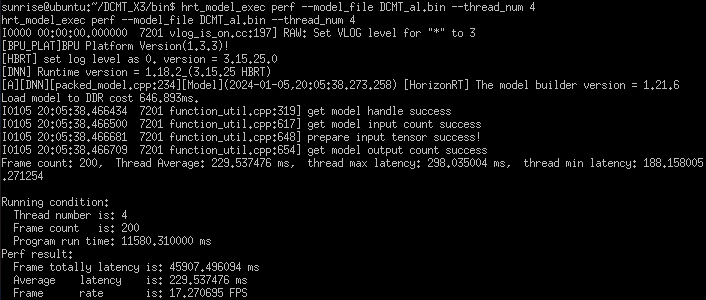 sunrise@ubuntu:~/DCMT_X3/bin$ hrt_model_exec perf --model_file DCMT_al.bin --thread_num 4
hrt_model_exec perf --model_file DCMT_al.bin --thread_num 4
I0000 00:00:00.000000  7201 vlog_is_on.cc:197] RAW: Set VLOG level for "*" to 3
[BPU_PLAT]BPU Platform Version(1.3.3)!
[HBRT] set log level as 0. version = 3.15.25.0
[DNN] Runtime version = 1.18.2_(3.15.25 HBRT)
[A][DNN][packed_model.cpp:234][Model](2024-01-05,20:05:38.273.258) [HorizonRT] The model builder version = 1.21.6
Load model to DDR cost 646.893ms.
I0105 20:05:38.466434  7201 function_util.cpp:319] get model handle success
I0105 20:05:38.466500  7201 function_util.cpp:617] get model input count success
I0105 20:05:38.466681  7201 function_util.cpp:648] prepare input tensor success!
I0105 20:05:38.466709  7201 function_util.cpp:654] get model output count success
Frame count: 200,  Thread Average: 229.537476 ms,  thread max latency: 298.035004 ms,  thread min latency: 188.158005
.271254
Running condition:
  Thread number is: 4
  Frame count   is: 200
  Program run time: 11580.310000 ms
Perf result:
  Frame totally latency is: 45907.496094 ms
  Average    latency    is: 229.537476 ms
  Frame      rate       is: 17.270695 FPS